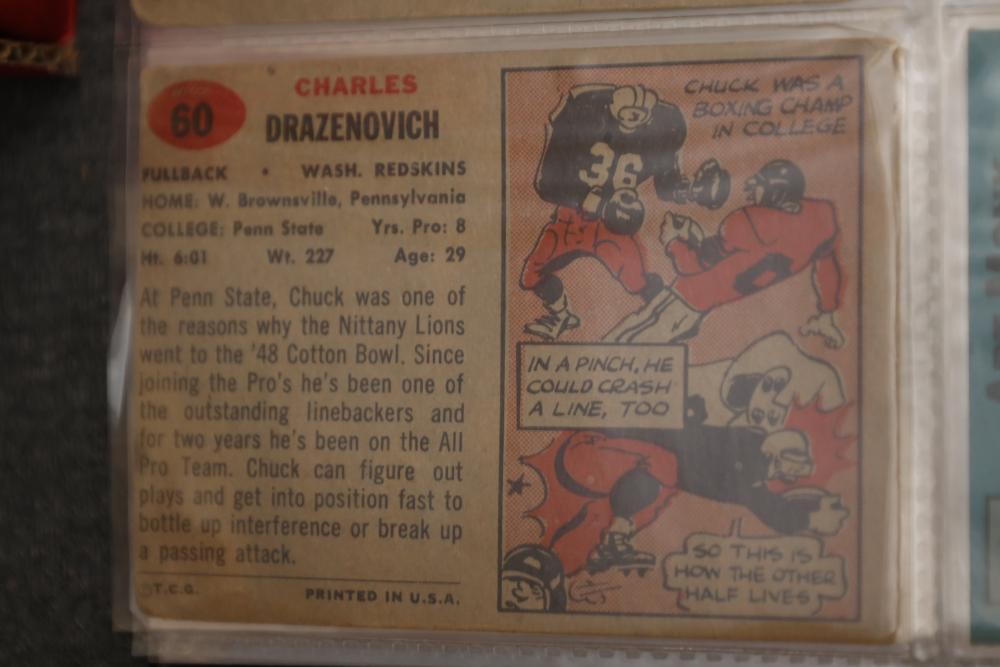 60
CHARLES
DRAZENOVICH
FULLBACK • WASH. REDSKINS
HOME: W. Brownsville, Pennsylvania
COLLEGE: Penn State Yrs. Pro: 8
Ht. 6:01 Wt. 227 Age: 29
At Penn State, Chuck was one of
the reasons why the Nittany Lions
went to the '48 Cotton Bowl. Since
joining the Pro's he's been one of
the outstanding linebackers and
for two years he's been on the All
Pro Team. Chuck can figure out
plays and get into position fast to
bottle up interference or break up
a passing attack.
©T.C.G. PRINTED IN U.S.A.
CHUCK WAS A
BOXING CHAMP
IN COLLEGE
36
0
IN A PINCH, HE
COULD CRASH
A LINE, TOO
SO THIS IS
HOW THE OTHER
HALF LIVES